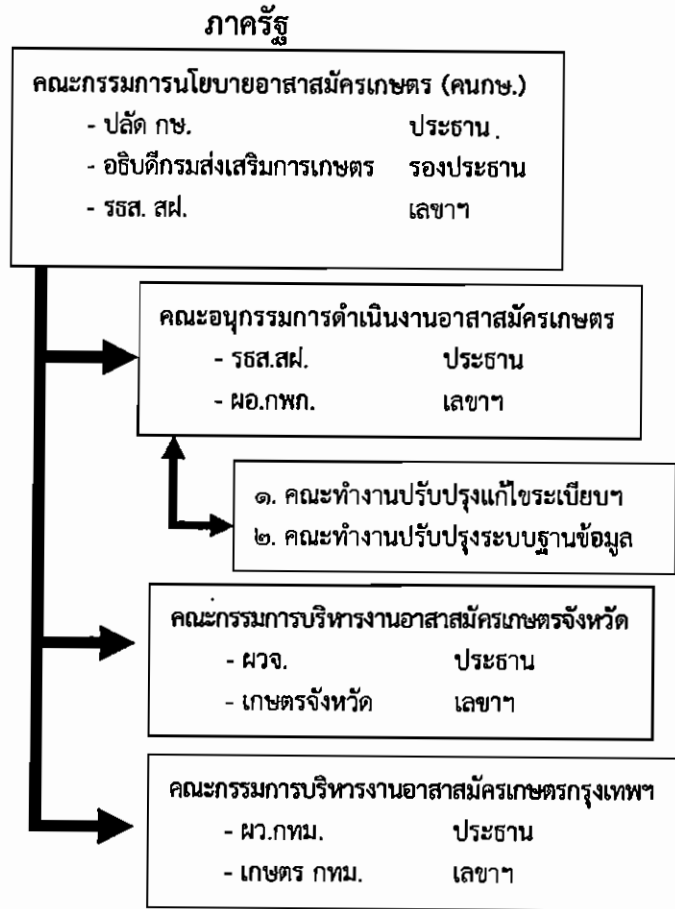 ภาครัฐ
คณะกรรมการนโยบายอาสาสมัครเกษตร (คนกษ.)
- ปลัด กษ. ประธาน .
- อธิบดีกรมส่งเสริมการเกษตร รองประธาน
- รธส. สฝ. เลขาฯ
คณะอนุกรรมการดำเนินงานอาสาสมัครเกษตร
- รธส.สฝ. ประธาน
- ผอ.กพก. เลขาฯ
๑. คณะทำงานปรับปรุงแก้ไขระเบียบฯ
๒. คณะทำงานปรับปรุงระบบฐานข้อมูล
คณะกรรมการบริหารงานอาสาสมัครเกษตรจังหวัด
- ผวจ. ประธาน
- เกษตรจังหวัด เลขาฯ
คณะกรรมการบริหารงานอาสาสมัครเกษตรกรุงเทพฯ
- ผว.กทม. ประธาน
- เกษตร กทม. เลขาฯ